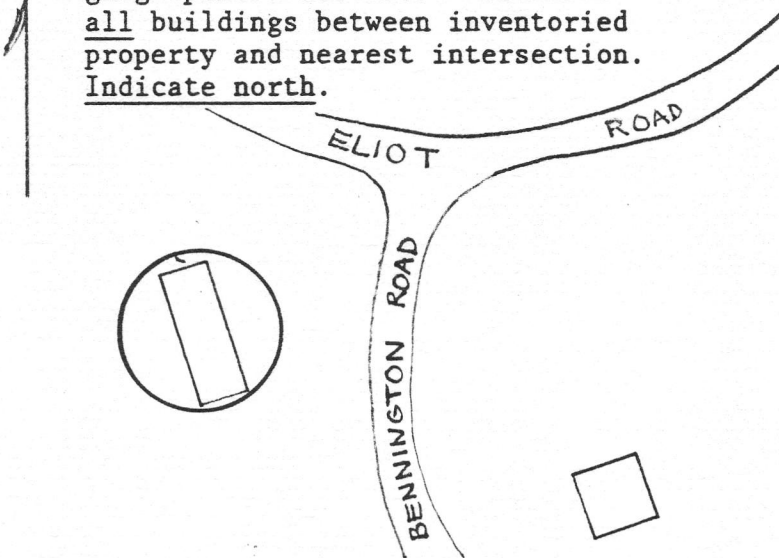 all buildings between inventoried
property and nearest intersection.
Indicate north.
ELIOT ROAD
BENNINGTON ROAD